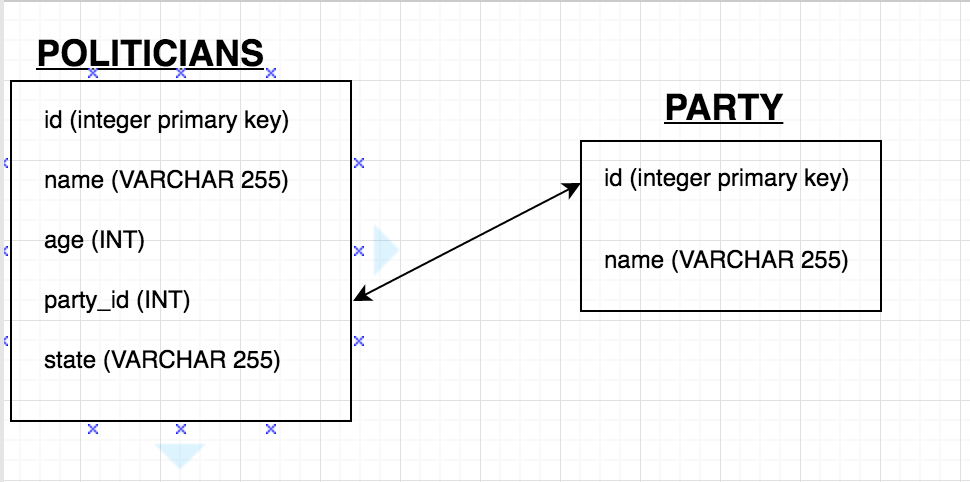 POLITICIANS
id (integer primary key)
name (VARCHAR 255)
age (INT)
party_id (INT)
state (VARCHAR 255)
PARTY
id (integer primary key)
name (VARCHAR 255)